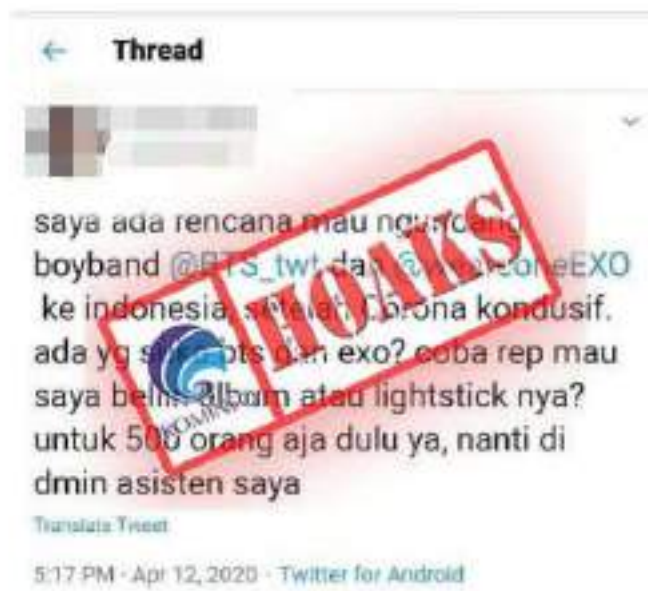 Thread
saya ada rencana mau ngundang
boyband @BTS_twt dan @weareoneEXO
ke indonesia, setelah Corona kondusif.
ada yg suka bts dan exo? coba rep mau
saya beliin album atau lightstick nya?
untuk 500 orang aja dulu ya, nanti di
dmin asisten saya
Translate Tweet
5:17 PM · Apr 12, 2020 · Twitter for Android
HOAKS
KOMINFO